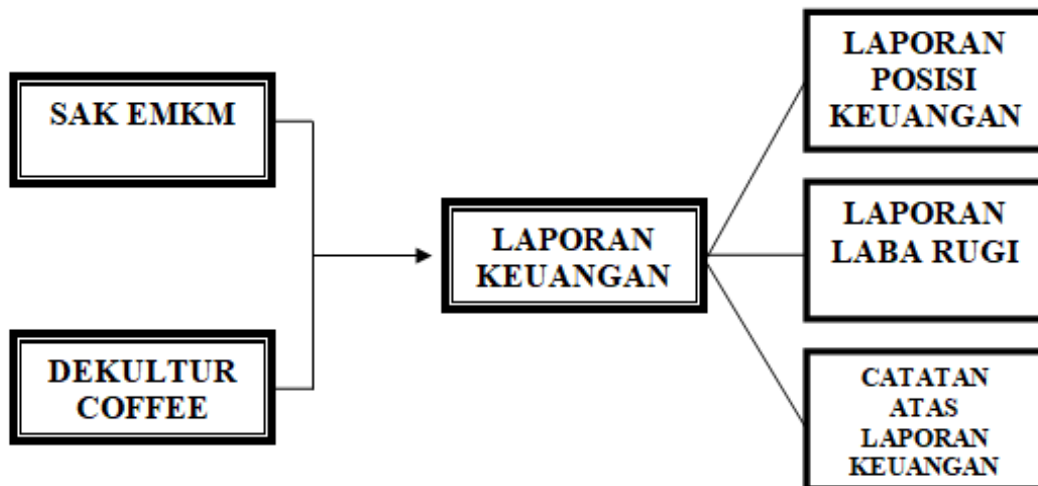 SAK EMKM
DEKULTUR
COFFEE
LAPORAN
KEUANGAN
LAPORAN
POSISI
KEUANGAN
LAPORAN
LABA RUGI
CATATAN
ATAS
LAPORAN
KEUANGAN